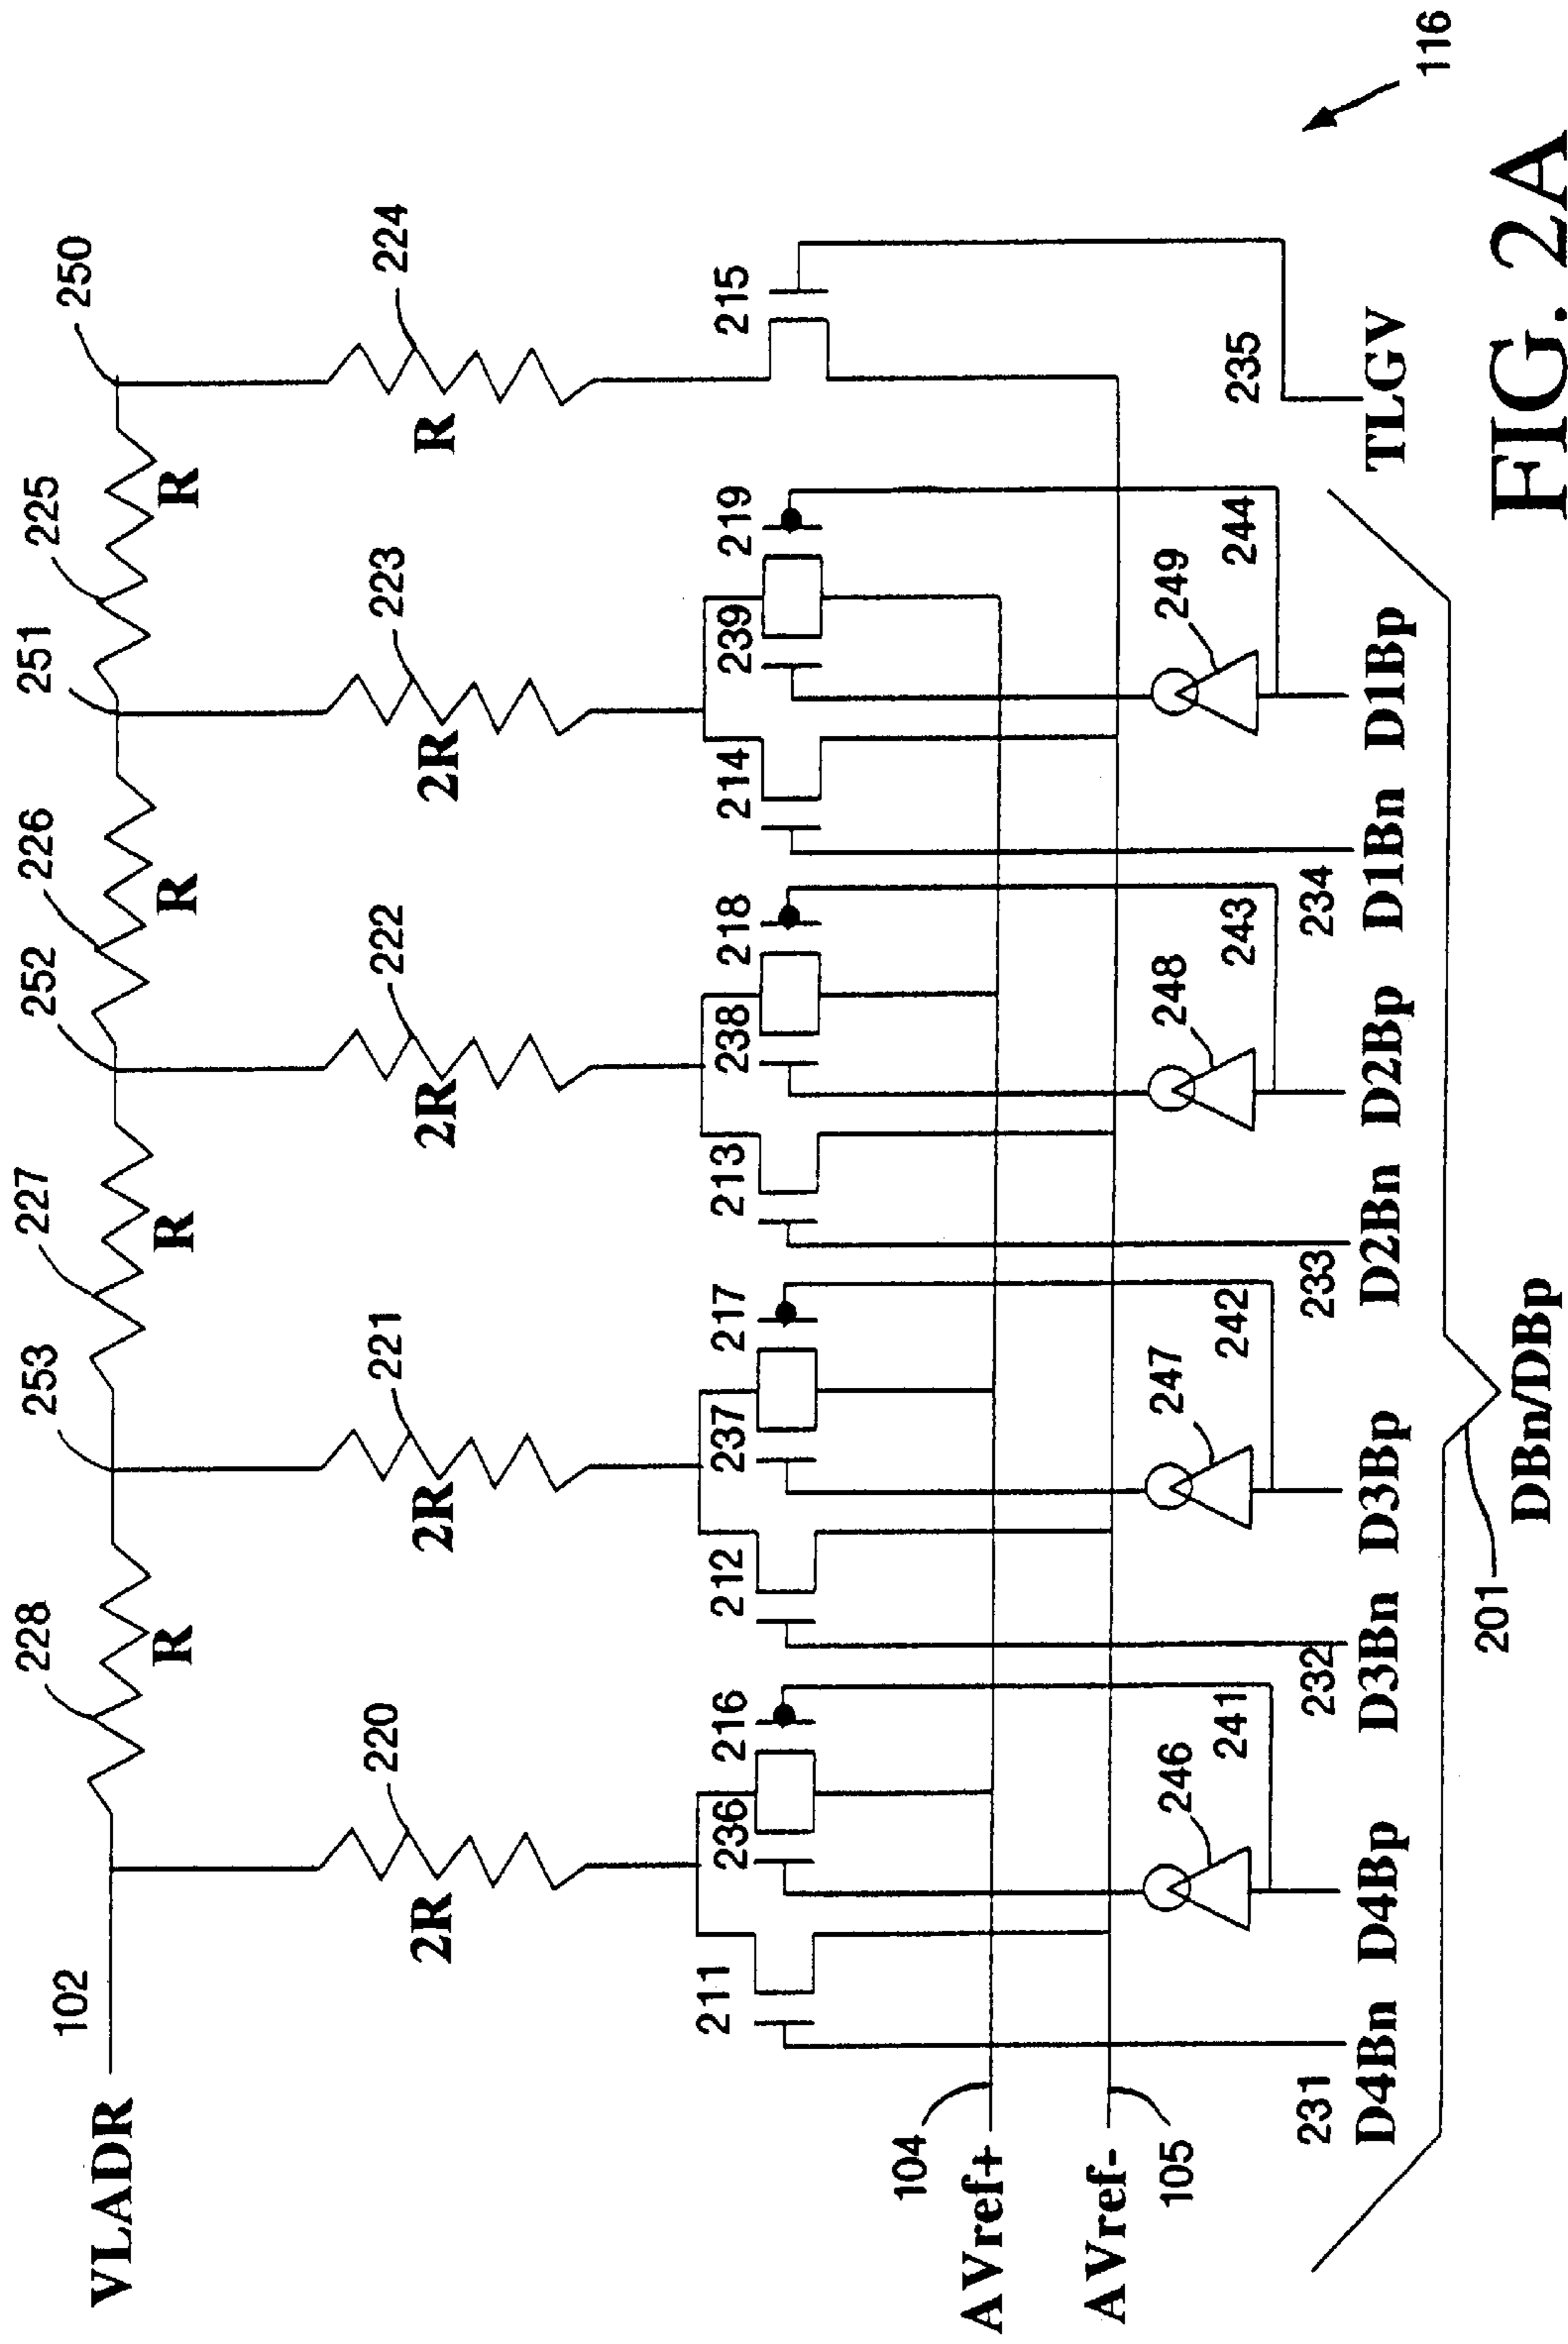 228 227 226 225 250
253 252 251
VLADR 102
R R R R
220 221 222 223 224
2R 2R 2R 2R R
211 236 216 212 237 217 213 238 218 214 239 219 215
104
AVref+
AVref-
105
246 247 248 249
241 242 243 244 235
231 232 233 234
D4Bn D4Bp D3Bn D3Bp D2Bn D2Bp D1Bn D1Bp TLGV
201
DBn/DBp
116
FIG. 2A